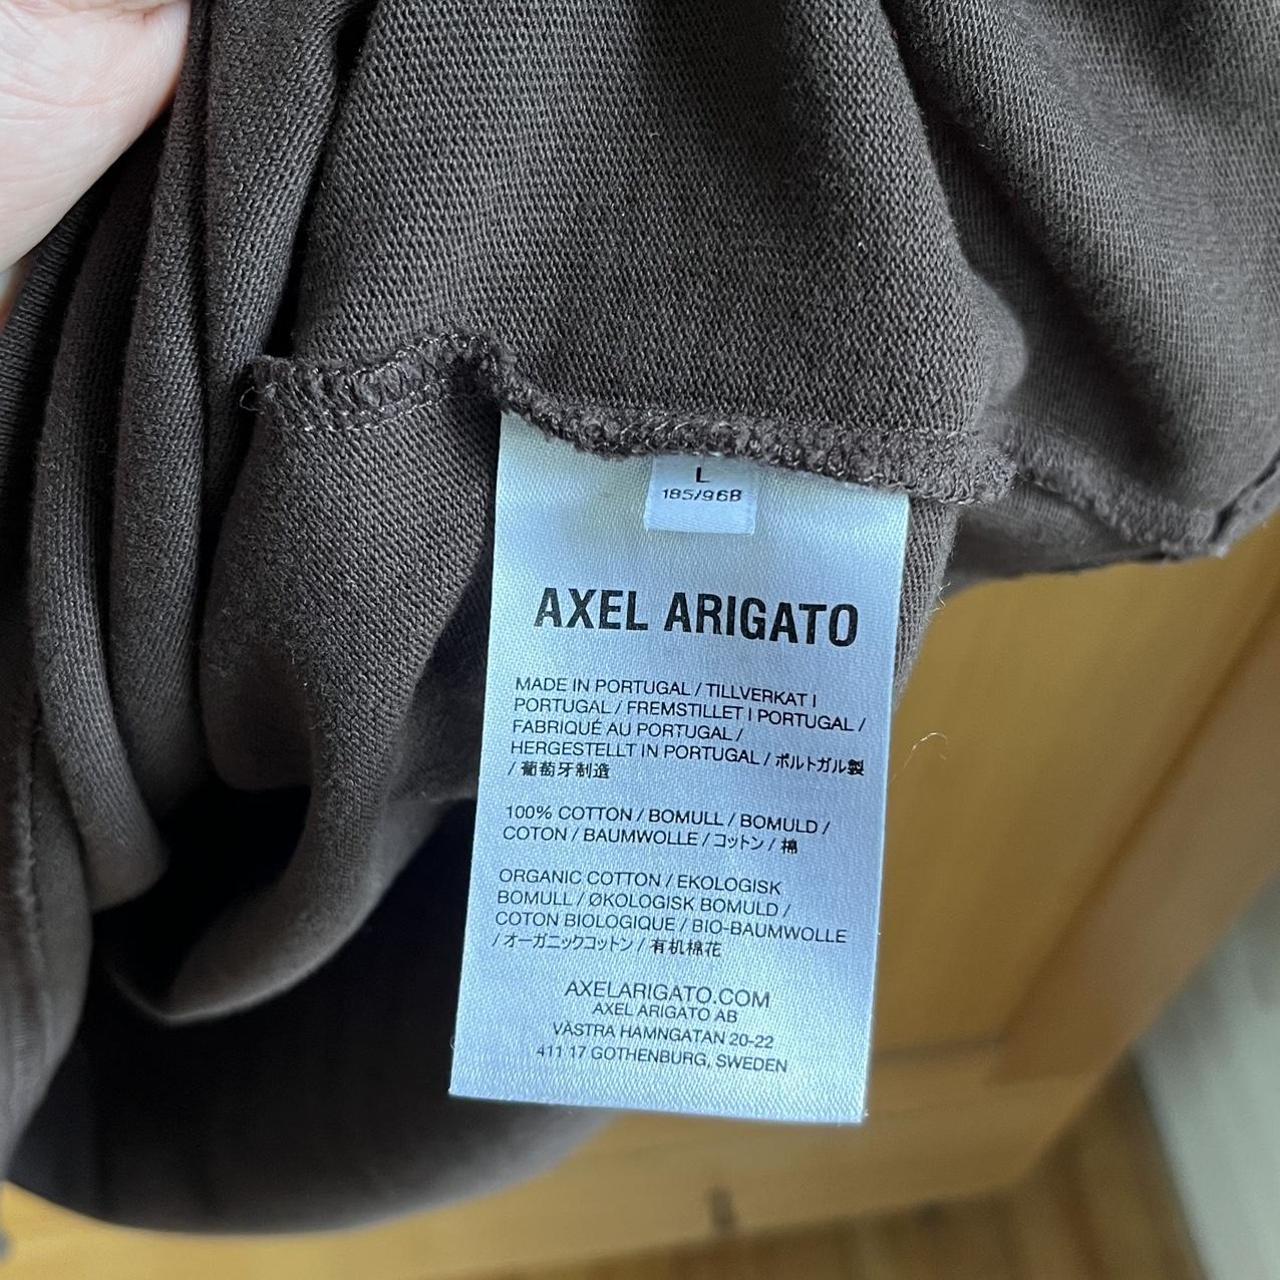 L
185/96B
AXEL ARIGATO
MADE IN PORTUGAL / TILLVERKAT I
PORTUGAL / FREMSTILLET I PORTUGAL /
FABRIQUÉ AU PORTUGAL /
HERGESTELLT IN PORTUGAL / ポルトガル製
/ 葡萄牙制造
100% COTTON / BOMULL / BOMULD /
COTON / BAUMWOLLE / コットン / 棉
ORGANIC COTTON / EKOLOGISK
BOMULL / ØKOLOGISK BOMULD /
COTON BIOLOGIQUE / BIO-BAUMWOLLE
/ オーガニックコットン / 有机棉花
AXELARIGATO.COM
AXEL ARIGATO AB
VÄSTRA HAMNGATAN 20-22
411 17 GOTHENBURG, SWEDEN